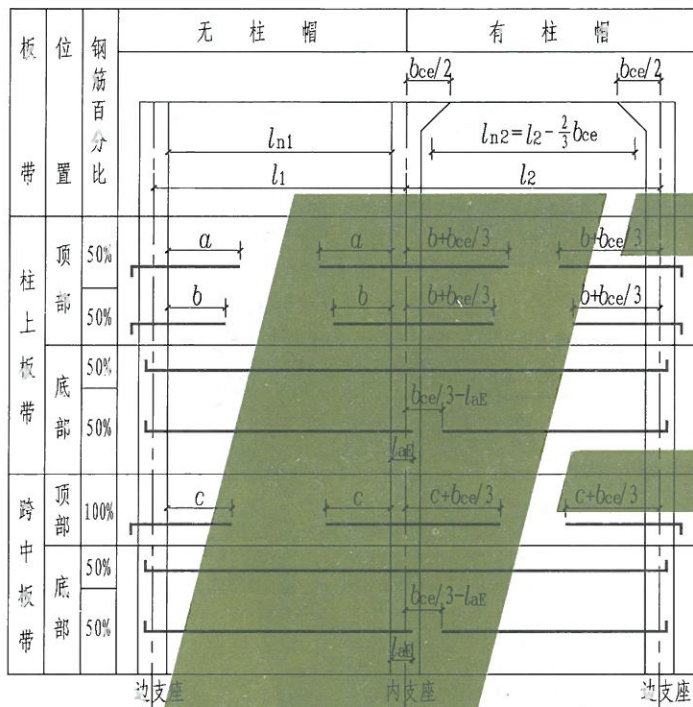 板带
位置
钢筋百分比
无柱帽
有柱帽
bce/2
bce/2
ln1
ln2=l2-2/3bce
l1
l2
柱上板带
顶部
50%
a
a
b+bce/3
b+bce/3
50%
b
b
b+bce/3
b+bce/3
底部
50%
50%
bce/3-laE
laE
跨中板带
顶部
100%
c
c
c+bce/3
c+bce/3
底部
50%
50%
bce/3-laE
laE
边支座
内支座
边支座